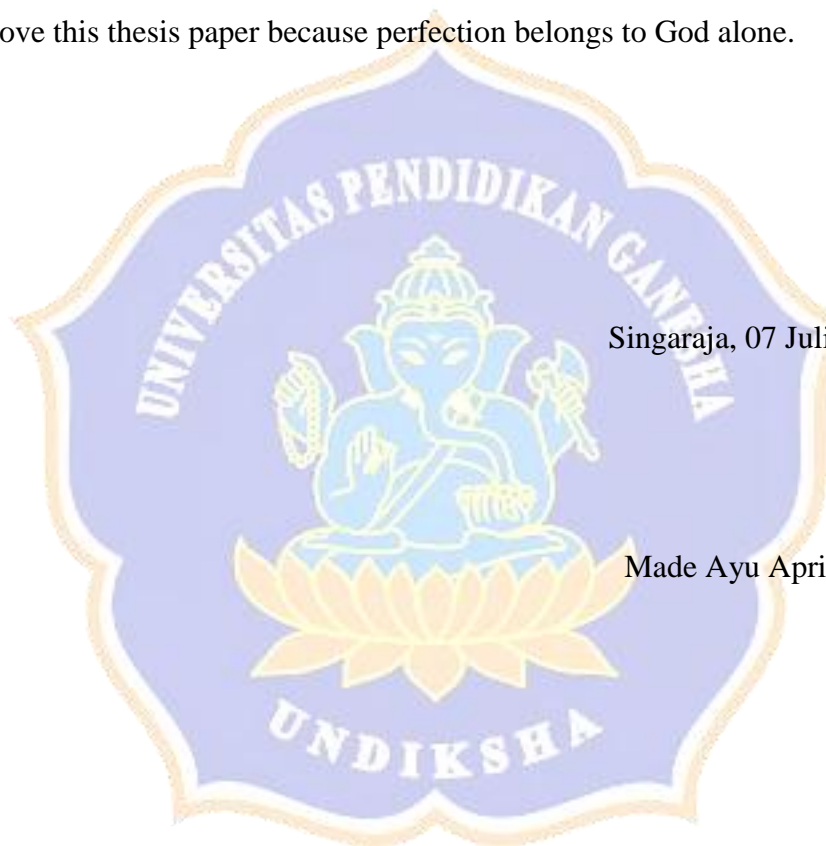 ove this thesis paper because perfection belongs to God alone.
UNIVERSITAS PENDIDIKAN GANESHA
Singaraja, 07 Juli
Made Ayu Apri
UNDIKSHA